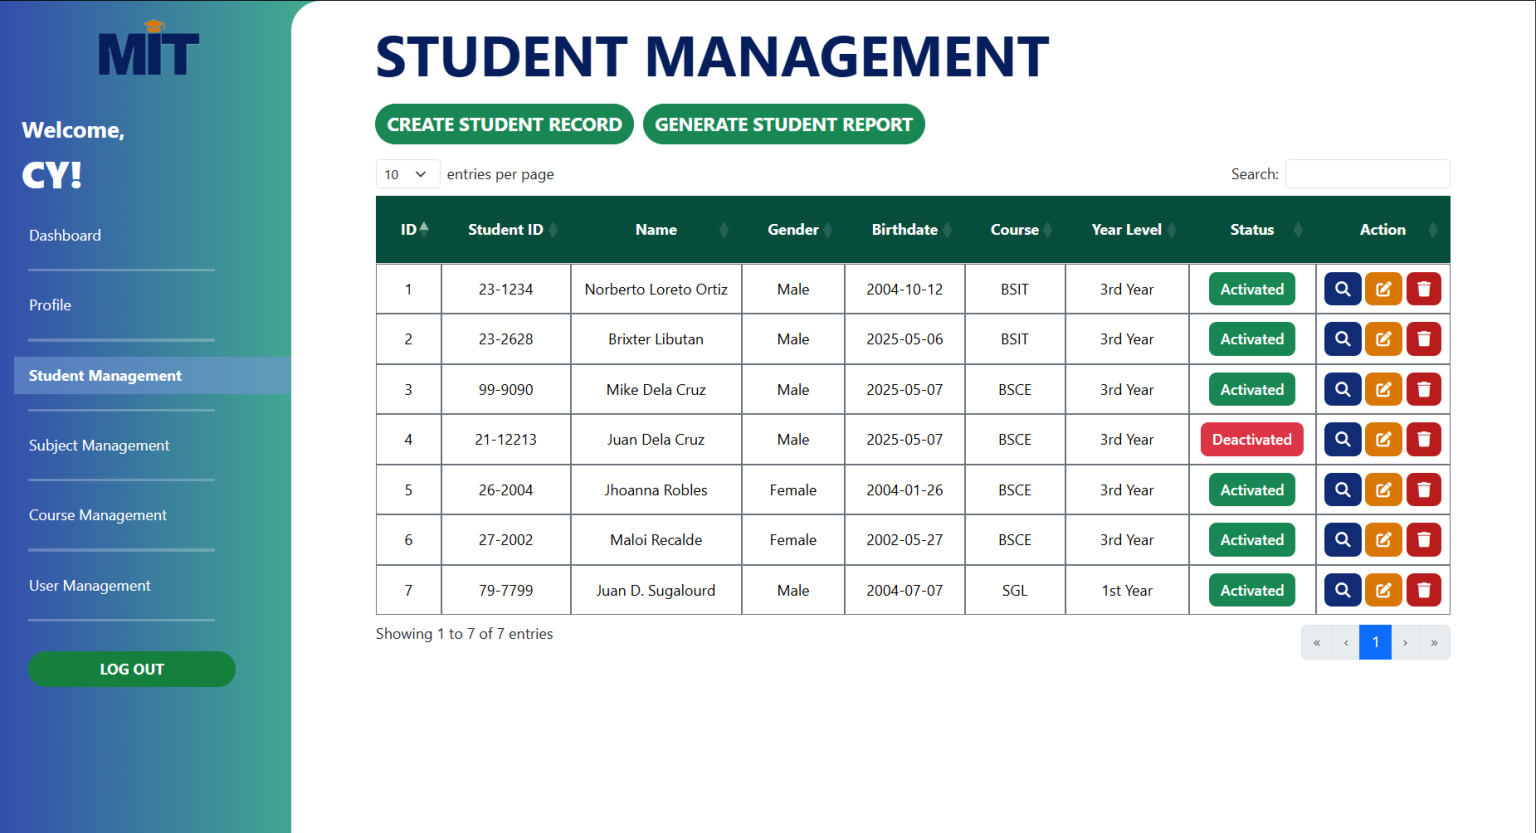 MIT
Welcome,
CY!
Dashboard
Profile
Student Management
Subject Management
Course Management
User Management
LOG OUT
STUDENT MANAGEMENT
CREATE STUDENT RECORD GENERATE STUDENT REPORT
10 entries per page Search:
ID Student ID Name Gender Birthdate Course Year Level Status Action
1 23-1234 Norberto Loreto Ortiz Male 2004-10-12 BSIT 3rd Year Activated
2 23-2628 Brixter Libutan Male 2025-05-06 BSIT 3rd Year Activated
3 99-9090 Mike Dela Cruz Male 2025-05-07 BSCE 3rd Year Activated
4 21-12213 Juan Dela Cruz Male 2025-05-07 BSCE 3rd Year Deactivated
5 26-2004 Jhoanna Robles Female 2004-01-26 BSCE 3rd Year Activated
6 27-2002 Maloi Recalde Female 2002-05-27 BSCE 3rd Year Activated
7 79-7799 Juan D. Sugalourd Male 2004-07-07 SGL 1st Year Activated
Showing 1 to 7 of 7 entries
« ‹ 1 › »